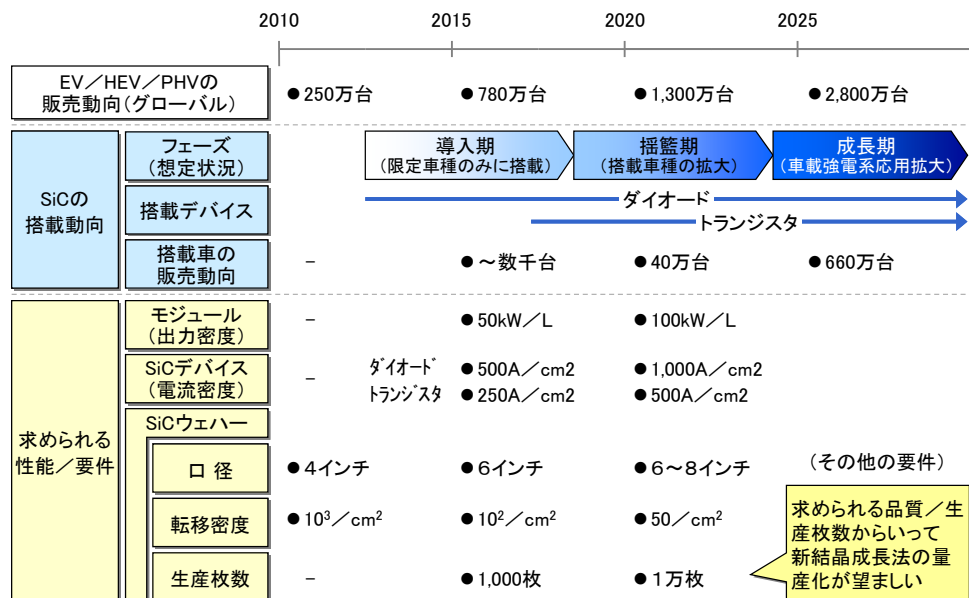 2010 2015 2020 2025
EV／HEV／PHVの
販売動向(グローバル)
●250万台 ●780万台 ●1,300万台 ●2,800万台
SiCの
搭載動向
フェーズ
(想定状況)
導入期
(限定車種のみに搭載)
揺籃期
(搭載車種の拡大)
成長期
(車載強電系応用拡大)
搭載デバイス
ダイオード
トランジスタ
搭載車の
販売動向
− ●～数千台 ●40万台 ●660万台
求められる
性能／要件
モジュール
(出力密度)
− ●50kW／L ●100kW／L
SiCデバイス
(電流密度)
−
ﾀﾞｲｵｰﾄﾞ ●500A／cm2 ●1,000A／cm2
ﾄﾗﾝｼﾞｽﾀ ●250A／cm2 ●500A／cm2
SiCウェハー
口 径
●4インチ ●6インチ ●6～8インチ
転移密度
●10³／cm² ●10²／cm² ●50／cm²
生産枚数
− ●1,000枚 ●1万枚
(その他の要件)
求められる品質／生
産枚数からいって
新結晶成長法の量
産化が望ましい